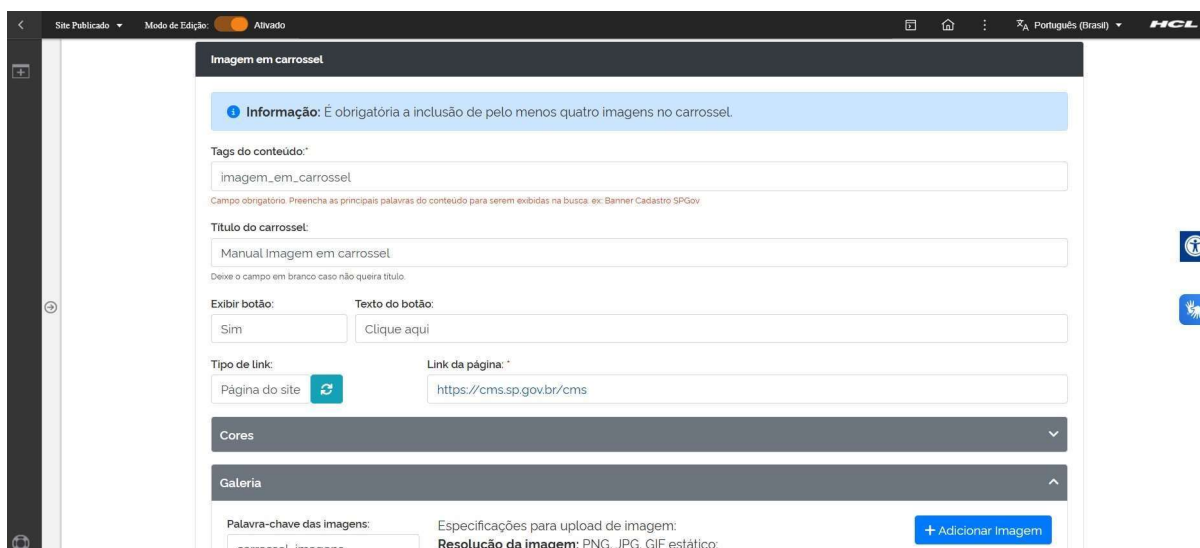 Site Publicado Modo de Edição: Ativado Português (Brasil) HCL
Imagem em carrossel
Informação: É obrigatória a inclusão de pelo menos quatro imagens no carrossel.
Tags do conteúdo:*
imagem_em_carrossel
Campo obrigatório. Preencha as principais palavras do conteúdo para serem exibidas na busca. ex: Banner Cadastro SPGov
Título do carrossel:
Manual Imagem em carrossel
Deixe o campo em branco caso não queira título.
Exibir botão: Texto do botão:
Sim Clique aqui
Tipo de link: Link da página: *
Página do site https://cms.sp.gov.br/cms
Cores
Galeria
Palavra-chave das imagens: Especificações para upload de imagem: + Adicionar Imagem
carrossel_imagens Resolução da imagem: PNG, JPG, GIF estático;